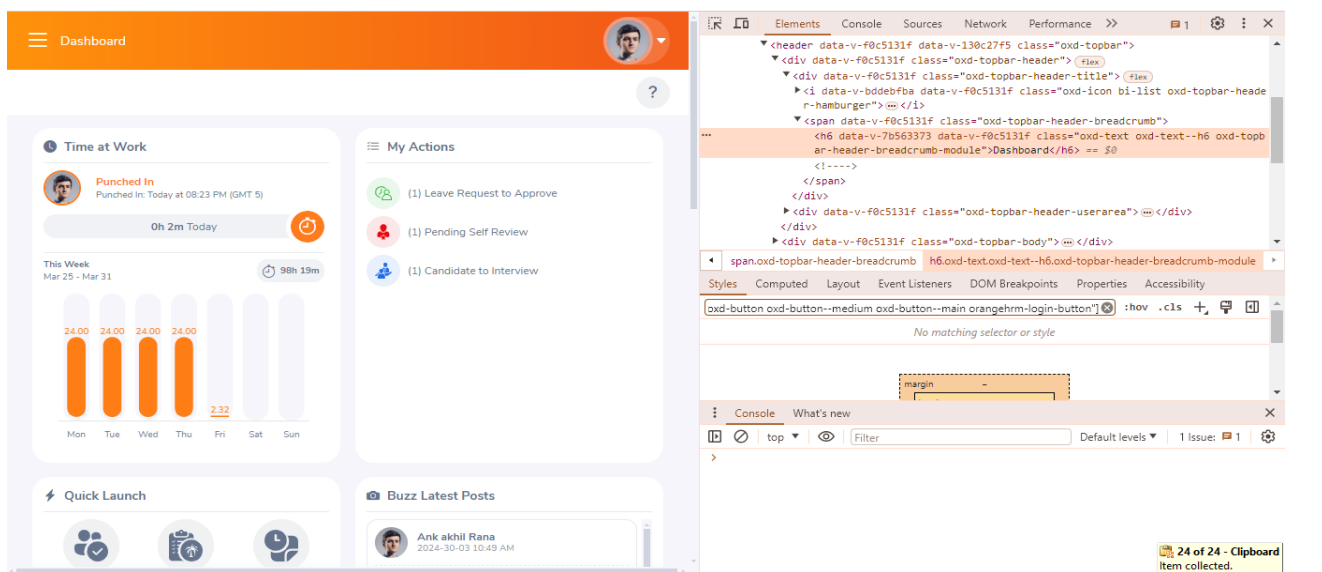 Dashboard
?
Time at Work
Punched In
Punched In: Today at 08:23 PM (GMT 5)
0h 2m Today
This Week
Mar 25 - Mar 31
98h 19m
24.00 24.00 24.00 24.00
2.32
Mon Tue Wed Thu Fri Sat Sun
My Actions
(1) Leave Request to Approve
(1) Pending Self Review
(1) Candidate to Interview
Quick Launch
Buzz Latest Posts
Ank akhil Rana
2024-30-03 10:49 AM
Elements Console Sources Network Performance >> 1
<header data-v-f0c5131f data-v-130c27f5 class="oxd-topbar">
<div data-v-f0c5131f class="oxd-topbar-header"> flex
<div data-v-f0c5131f class="oxd-topbar-header-title"> flex
<i data-v-bddebfba data-v-f0c5131f class="oxd-icon bi-list oxd-topbar-heade
r-hamburger"> … </i>
<span data-v-f0c5131f class="oxd-topbar-header-breadcrumb">
… <h6 data-v-7b563373 data-v-f0c5131f class="oxd-text oxd-text--h6 oxd-topb
ar-header-breadcrumb-module">Dashboard</h6> == $0
<!---->
</span>
</div>
<div data-v-f0c5131f class="oxd-topbar-header-userarea"> … </div>
</div>
<div data-v-f0c5131f class="oxd-topbar-body"> … </div>
span.oxd-topbar-header-breadcrumb h6.oxd-text.oxd-text--h6.oxd-topbar-header-breadcrumb-module
Styles Computed Layout Event Listeners DOM Breakpoints Properties Accessibility
oxd-button oxd-button--medium oxd-button--main orangehrm-login-button"] :hov .cls +
No matching selector or style
margin –
Console What's new
top Filter Default levels 1 Issue: 1
>
24 of 24 - Clipboard
Item collected.